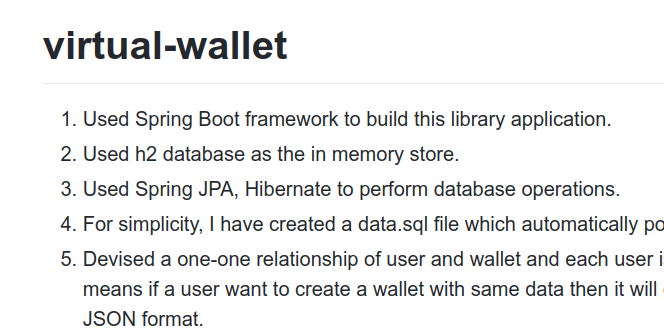 virtual-wallet
1. Used Spring Boot framework to build this library application.
2. Used h2 database as the in memory store.
3. Used Spring JPA, Hibernate to perform database operations.
4. For simplicity, I have created a data.sql file which automatically
5. Devised a one-one relationship of user and wallet and each user
means if a user want to create a wallet with same data then it will
JSON format.